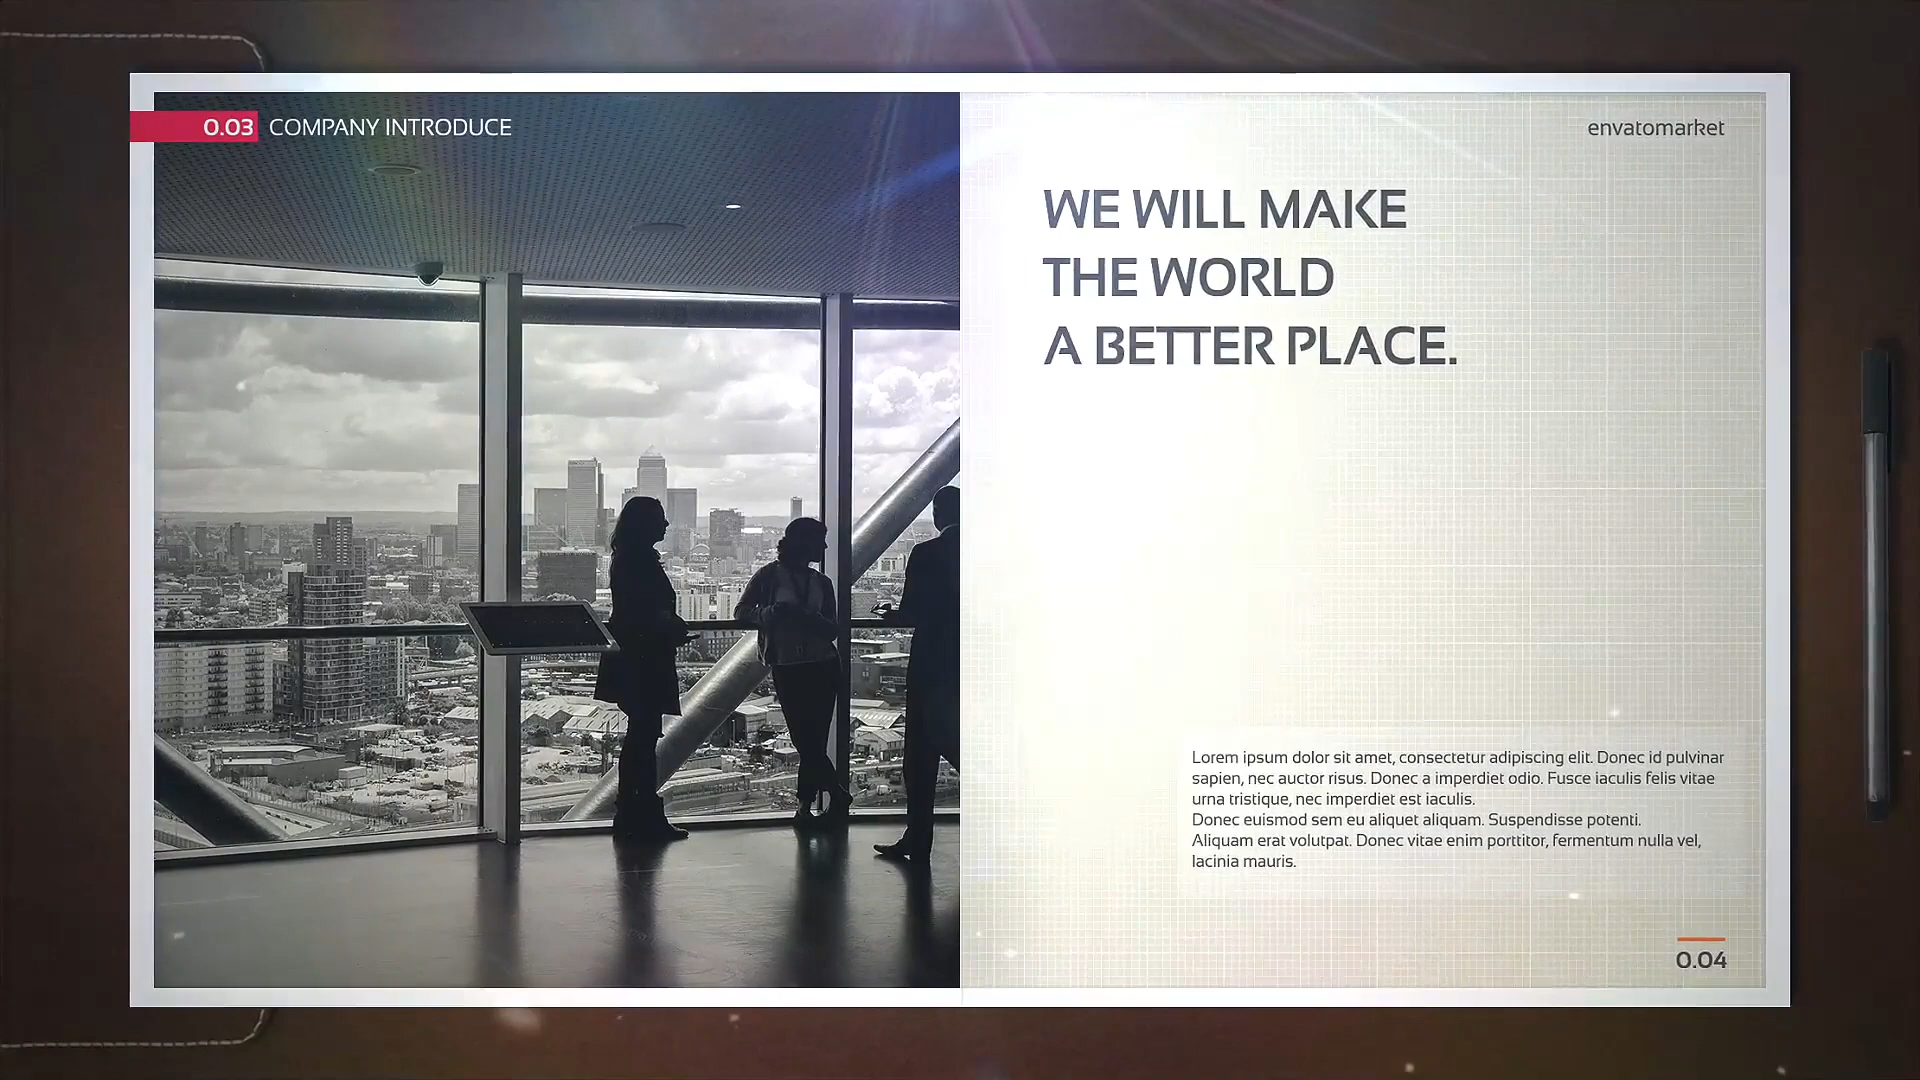 0.03 COMPANY INTRODUCE
envatomarket
WE WILL MAKE
THE WORLD
A BETTER PLACE.
Lorem ipsum dolor sit amet, consectetur adipiscing elit. Donec id pulvinar
sapien, nec auctor risus. Donec a imperdiet odio. Fusce iaculis felis vitae
urna tristique, nec imperdiet est iaculis.
Donec euismod sem eu aliquet aliquam. Suspendisse potenti.
Aliquam erat volutpat. Donec vitae enim porttitor, fermentum nulla vel,
lacinia mauris.
0.04